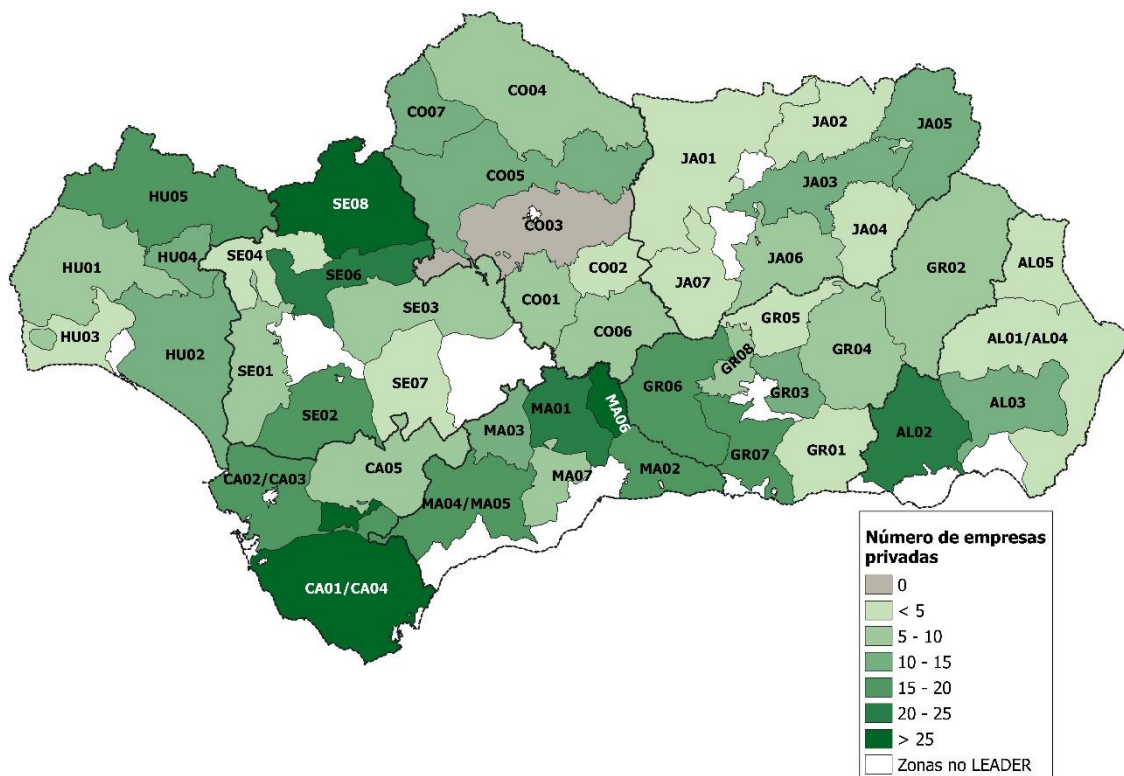 CO04
CO07
JA02
JA05
JA01
CO05
JA03
HU05
SE08
CO03
JA04
HU04
SE04
HU01
SE06
CO02
JA06
GR02
AL05
JA07
SE03
CO01
GR05
HU03
AL01/AL04
CO06
HU02
GR04
GR08
SE01
SE07
GR06
GR03
AL03
SE02
MA01
MA06
MA03
AL02
GR01
GR07
CA05
MA02
CA02/CA03
MA07
MA04/MA05
CA01/CA04
Número de empresas
privadas
0
< 5
5 - 10
10 - 15
15 - 20
20 - 25
> 25
Zonas no LEADER